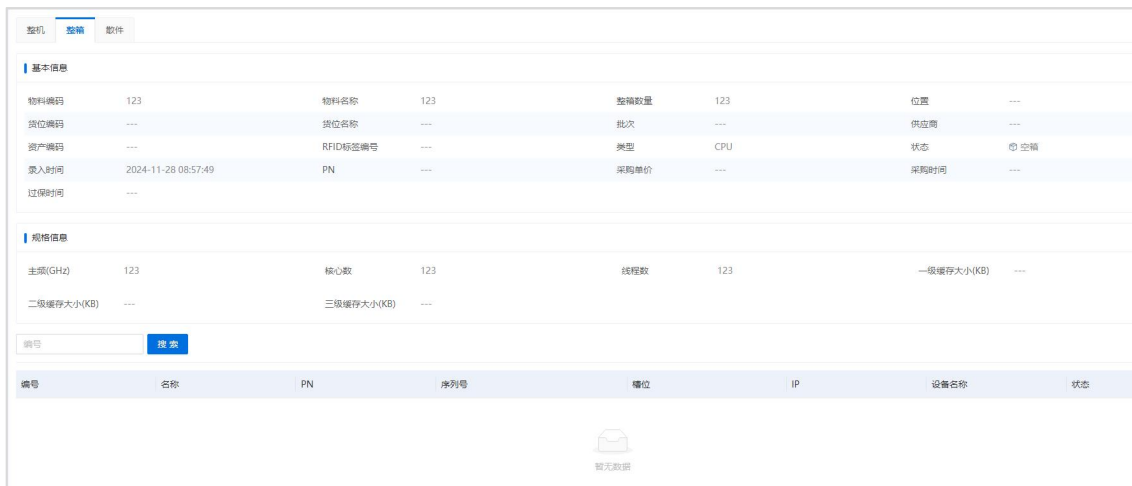 整机 整箱 散件
基本信息
物料编码 123 物料名称 123 整箱数量 123 位置 ---
货位编码 --- 货位名称 --- 批次 --- 供应商 ---
资产编码 --- RFID标签编号 --- 类型 CPU 状态 空箱
录入时间 2024-11-28 08:57:49 PN --- 采购单价 --- 采购时间 ---
过保时间 ---
规格信息
主频(GHz) 123 核心数 123 线程数 123 一级缓存大小(KB) ---
二级缓存大小(KB) --- 三级缓存大小(KB) ---
编号 搜索
编号 名称 PN 序列号 槽位 IP 设备名称 状态
暂无数据